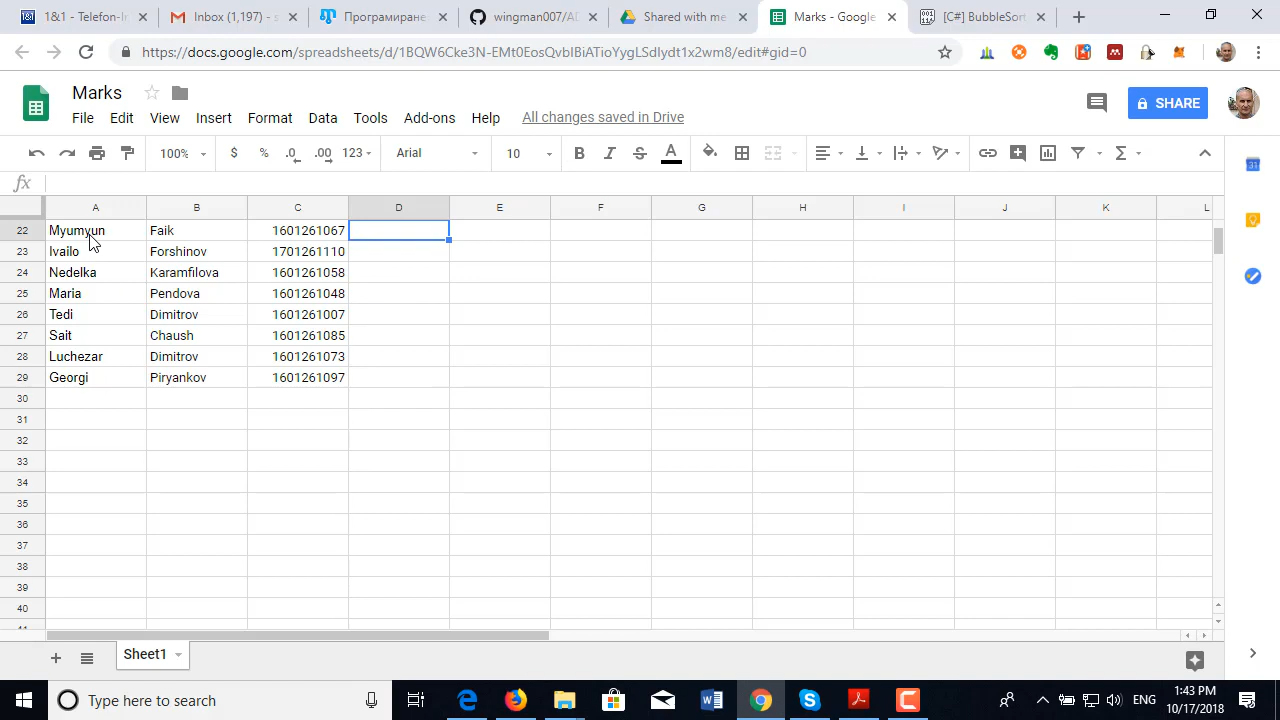 1&1 . Telefon-In
Inbox (1,197) - s
Програмиране
wingman007/AD
Shared with me
Marks - Google
[C#] BubbleSor
https://docs.google.com/spreadsheets/d/1BQW6Cke3N-EMt0EosQvbIBiATioYygLSdlydt1x2wm8/edit#gid=0
Marks
File Edit View Insert Format Data Tools Add-ons Help All changes saved in Drive
SHARE
100% $ % .0 .00 123 Arial 10 B I S A Σ
fx
A B C D E F G H I J K L
22 Myumyun Faik 1601261067
23 Ivailo Forshinov 1701261110
24 Nedelka Karamfilova 1601261058
25 Maria Pendova 1601261048
26 Tedi Dimitrov 1601261007
27 Sait Chaush 1601261085
28 Luchezar Dimitrov 1601261073
29 Georgi Piryankov 1601261097
30
31
32
33
34
35
36
37
38
39
40
41
Sheet1
Type here to search
ENG
1:43 PM
10/17/2018